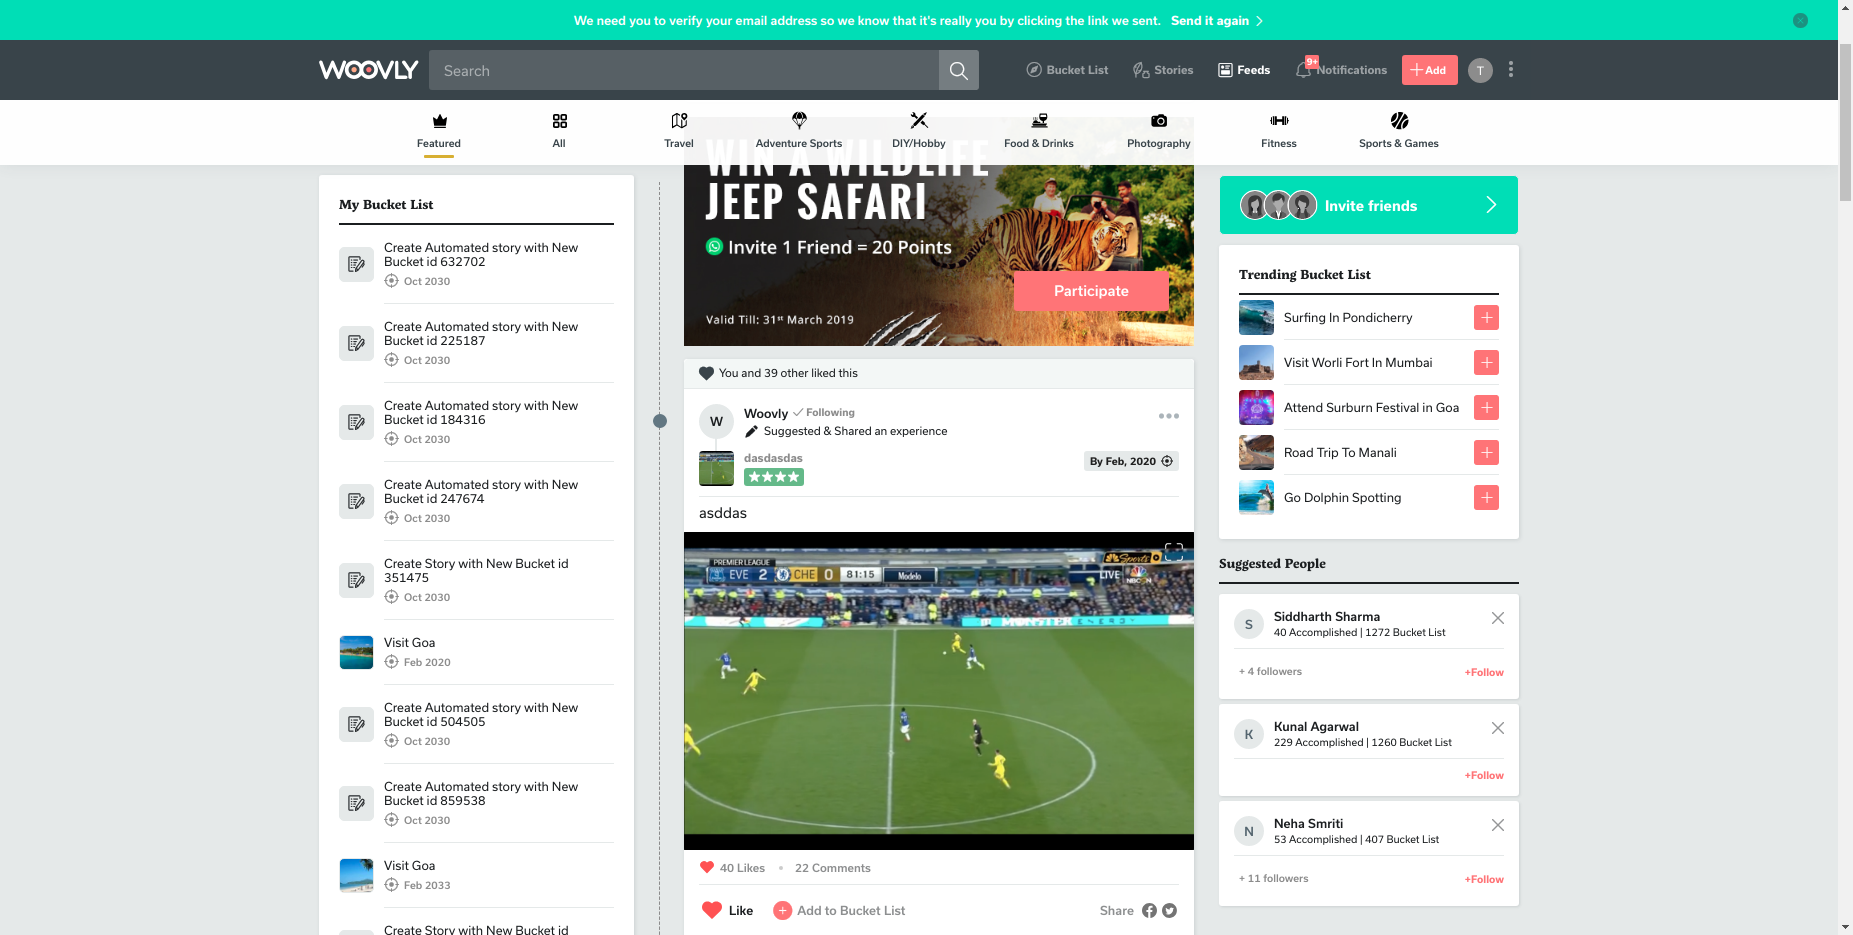 We need you to verify your email address so we know that it's really you by clicking the link we sent. Send it again
WOOVLY
Search
Bucket List
Stories
Feeds
9+
Notifications
Add
T
Featured
All
Travel
Adventure Sports
DIY/Hobby
Food & Drinks
Photography
Fitness
Sports & Games
My Bucket List
Create Automated story with New
Bucket id 632702
Oct 2030
Create Automated story with New
Bucket id 225187
Oct 2030
Create Automated story with New
Bucket id 184316
Oct 2030
Create Automated story with New
Bucket id 247674
Oct 2030
Create Story with New Bucket id
351475
Oct 2030
Visit Goa
Feb 2020
Create Automated story with New
Bucket id 504505
Oct 2030
Create Automated story with New
Bucket id 859538
Oct 2030
Visit Goa
Feb 2033
Create Story with New Bucket id
WIN A WILDLIFE
JEEP SAFARI
Invite 1 Friend = 20 Points
Participate
Valid Till: 31st March 2019
You and 39 other liked this
W
Woovly
Following
Suggested & Shared an experience
dasdasdas
By Feb, 2020
asddas
PREMIER LEAGUE
EVE 2 CHE 0 81:15 Modelo
Sports
LIVE
NBCSN
MONSTER ENERGY
40 Likes
22 Comments
Like
Add to Bucket List
Share
Invite friends
Trending Bucket List
Surfing In Pondicherry
Visit Worli Fort In Mumbai
Attend Surburn Festival in Goa
Road Trip To Manali
Go Dolphin Spotting
Suggested People
S
Siddharth Sharma
40 Accomplished | 1272 Bucket List
+ 4 followers
+Follow
K
Kunal Agarwal
229 Accomplished | 1260 Bucket List
+Follow
N
Neha Smriti
53 Accomplished | 407 Bucket List
+ 11 followers
+Follow